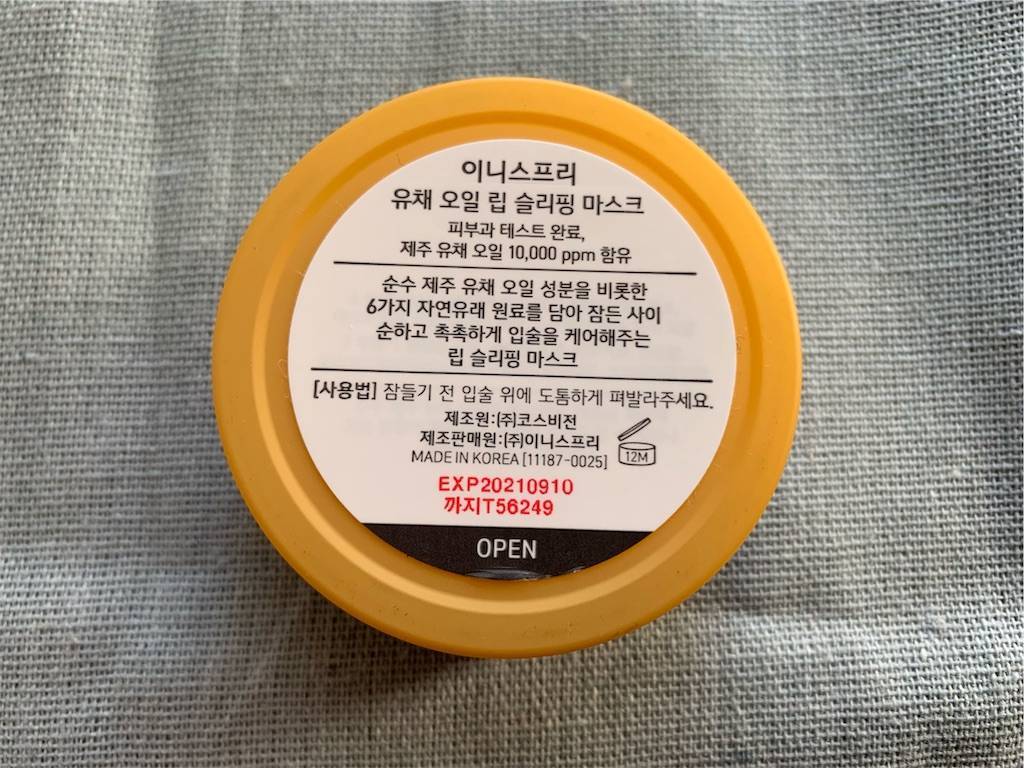 이니스프리
유채 오일 립 슬리핑 마스크
피부과 테스트 완료,
제주 유채 오일 10,000 ppm 함유
순수 제주 유채 오일 성분을 비롯한
6가지 자연유래 원료를 담아 잠든 사이
순하고 촉촉하게 입술을 케어해주는
립 슬리핑 마스크
[사용법] 잠들기 전 입술 위에 도톰하게 펴발라주세요.
제조원:(주)코스비전
제조판매원:(주)이니스프리
MADE IN KOREA [11187-0025]
12M
EXP20210910
까지T56249
OPEN